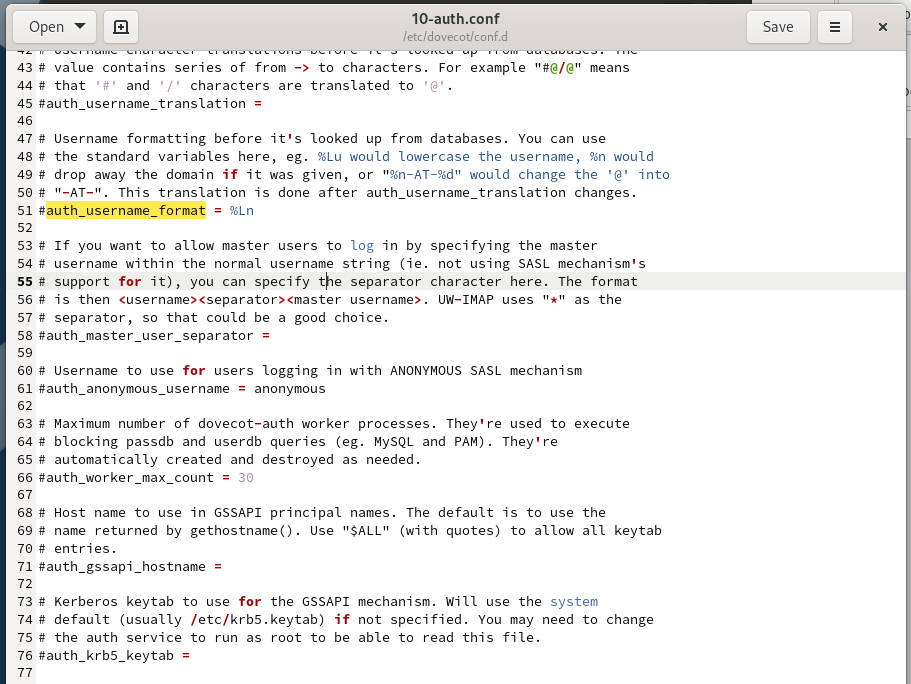 Open
10-auth.conf
/etc/dovecot/conf.d
Save
42 # Username character translations before it's looked up from databases. The
43 # value contains series of from -> to characters. For example "#@/@" means
44 # that '#' and '/' characters are translated to '@'.
45 #auth_username_translation =
46
47 # Username formatting before it's looked up from databases. You can use
48 # the standard variables here, eg. %Lu would lowercase the username, %n would
49 # drop away the domain if it was given, or "%n-AT-%d" would change the '@' into
50 # "-AT-". This translation is done after auth_username_translation changes.
51 #auth_username_format = %Ln
52
53 # If you want to allow master users to log in by specifying the master
54 # username within the normal username string (ie. not using SASL mechanism's
55 # support for it), you can specify the separator character here. The format
56 # is then <username><separator><master username>. UW-IMAP uses "*" as the
57 # separator, so that could be a good choice.
58 #auth_master_user_separator =
59
60 # Username to use for users logging in with ANONYMOUS SASL mechanism
61 #auth_anonymous_username = anonymous
62
63 # Maximum number of dovecot-auth worker processes. They're used to execute
64 # blocking passdb and userdb queries (eg. MySQL and PAM). They're
65 # automatically created and destroyed as needed.
66 #auth_worker_max_count = 30
67
68 # Host name to use in GSSAPI principal names. The default is to use the
69 # name returned by gethostname(). Use "$ALL" (with quotes) to allow all keytab
70 # entries.
71 #auth_gssapi_hostname =
72
73 # Kerberos keytab to use for the GSSAPI mechanism. Will use the system
74 # default (usually /etc/krb5.keytab) if not specified. You may need to change
75 # the auth service to run as root to be able to read this file.
76 #auth_krb5_keytab =
77